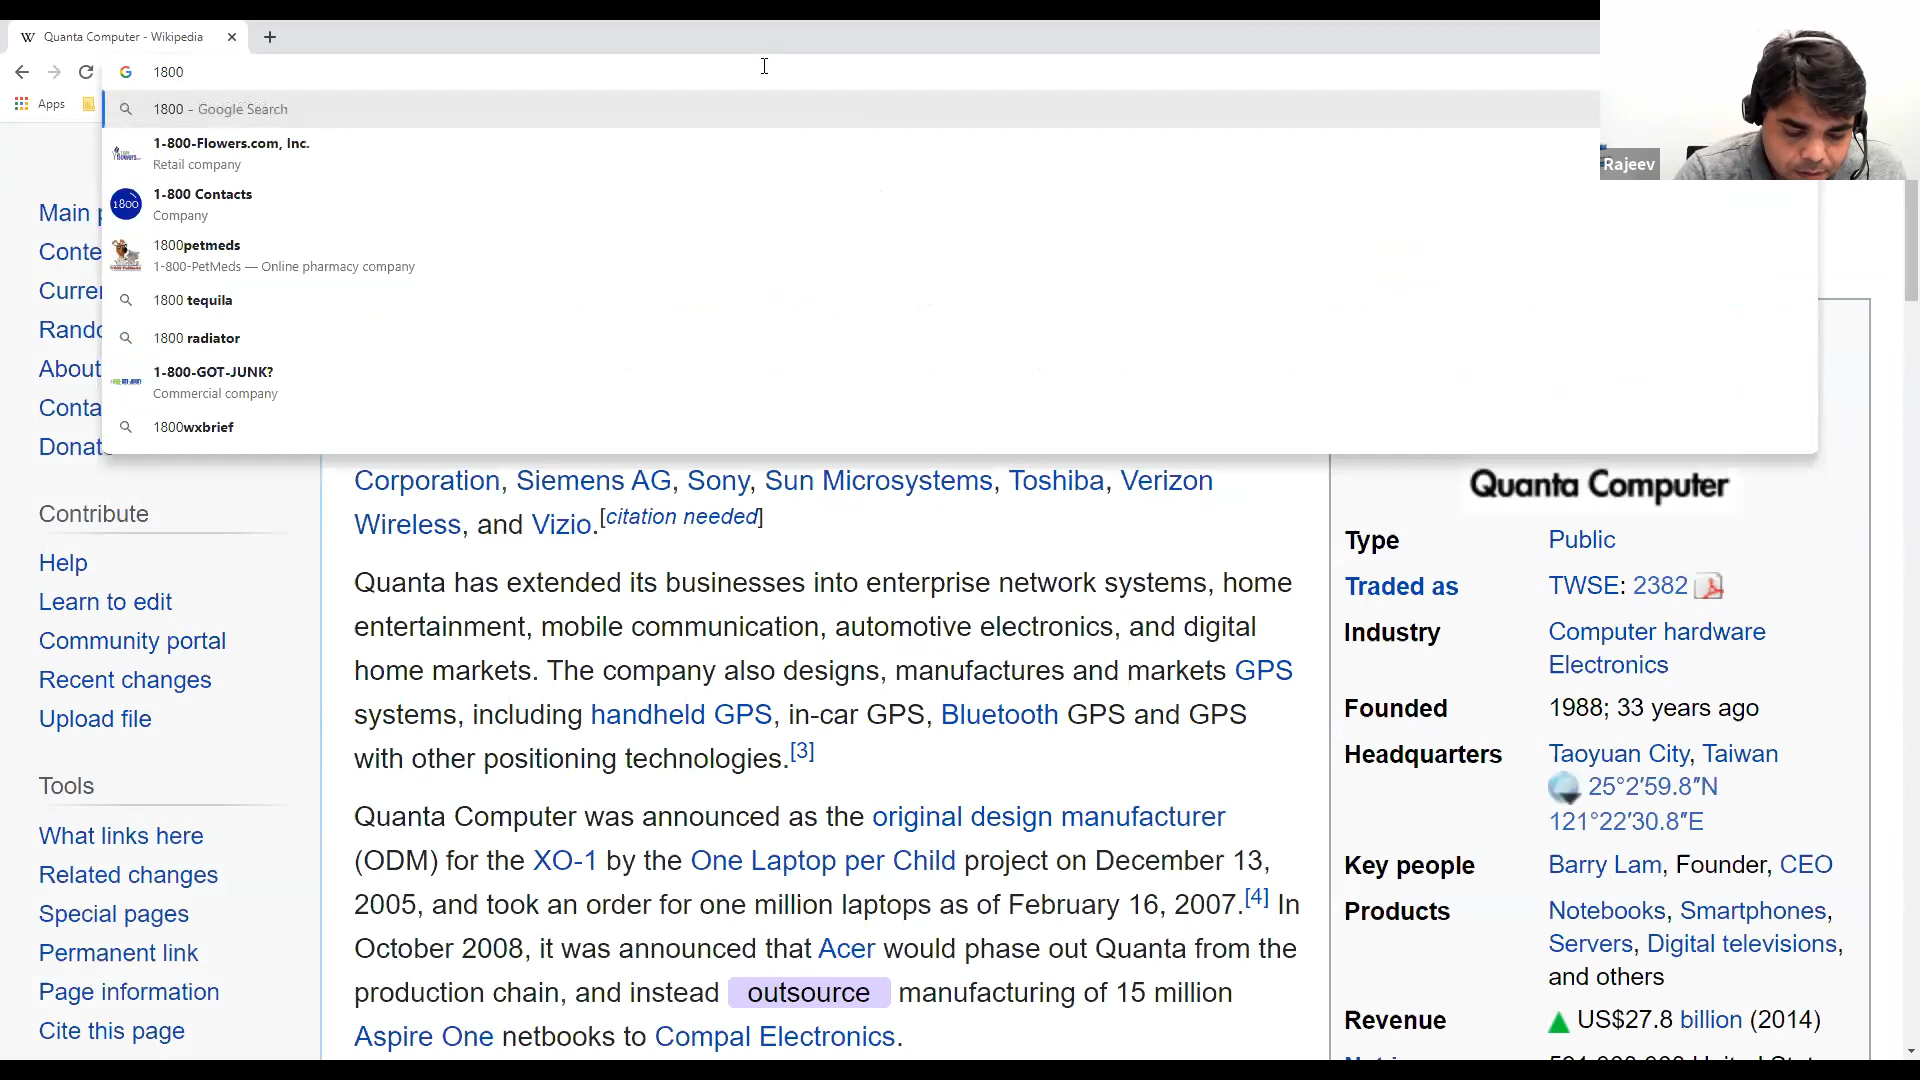 Quanta Computer - Wikipedia
1800
Apps
1800 - Google Search
1-800-Flowers.com, Inc.
Retail company
1-800 Contacts
Company
1800petmeds
1-800-PetMeds — Online pharmacy company
1800 tequila
1800 radiator
1-800-GOT-JUNK?
Commercial company
1800wxbrief
1800
Rajeev
Main
Conte
Curre
Rando
About
Conta
Donat
Contribute
Help
Learn to edit
Community portal
Recent changes
Upload file
Tools
What links here
Related changes
Special pages
Permanent link
Page information
Cite this page
Corporation, Siemens AG, Sony, Sun Microsystems, Toshiba, Verizon
Wireless, and Vizio.[citation needed]
Quanta has extended its businesses into enterprise network systems, home
entertainment, mobile communication, automotive electronics, and digital
home markets. The company also designs, manufactures and markets GPS
systems, including handheld GPS, in-car GPS, Bluetooth GPS and GPS
with other positioning technologies.[3]
Quanta Computer was announced as the original design manufacturer
(ODM) for the XO-1 by the One Laptop per Child project on December 13,
2005, and took an order for one million laptops as of February 16, 2007.[4] In
October 2008, it was announced that Acer would phase out Quanta from the
production chain, and instead outsource manufacturing of 15 million
Aspire One netbooks to Compal Electronics.
Quanta Computer
Type Public
Traded as TWSE: 2382
Industry Computer hardware
Electronics
Founded 1988; 33 years ago
Headquarters Taoyuan City, Taiwan
25°2′59.8″N
121°22′30.8″E
Key people Barry Lam, Founder, CEO
Products Notebooks, Smartphones,
Servers, Digital televisions,
and others
Revenue US$27.8 billion (2014)